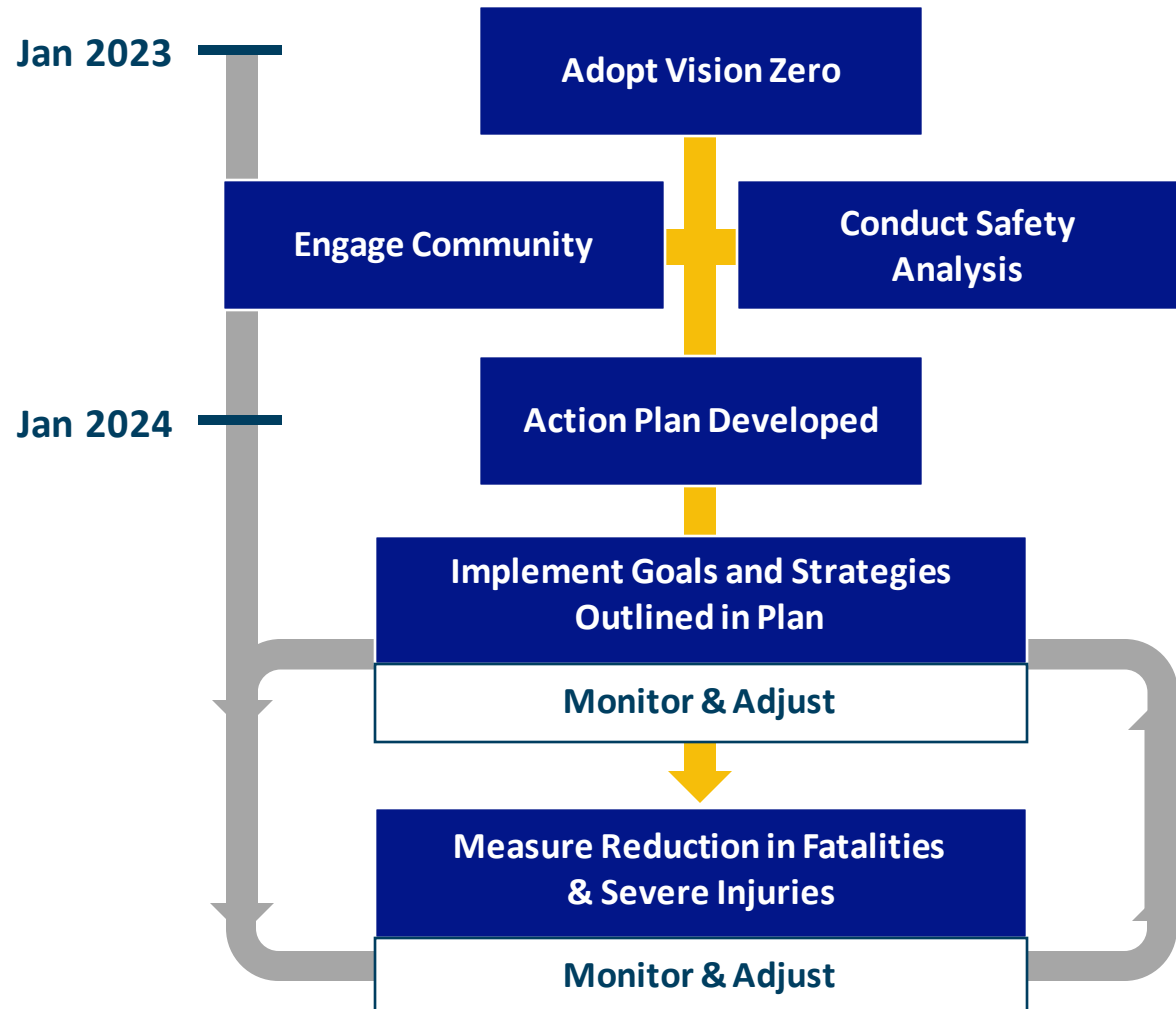 Jan 2023
Adopt Vision Zero
Engage Community
Conduct Safety
Analysis
Jan 2024
Action Plan Developed
Implement Goals and Strategies
Outlined in Plan
Monitor & Adjust
Measure Reduction in Fatalities
& Severe Injuries
Monitor & Adjust